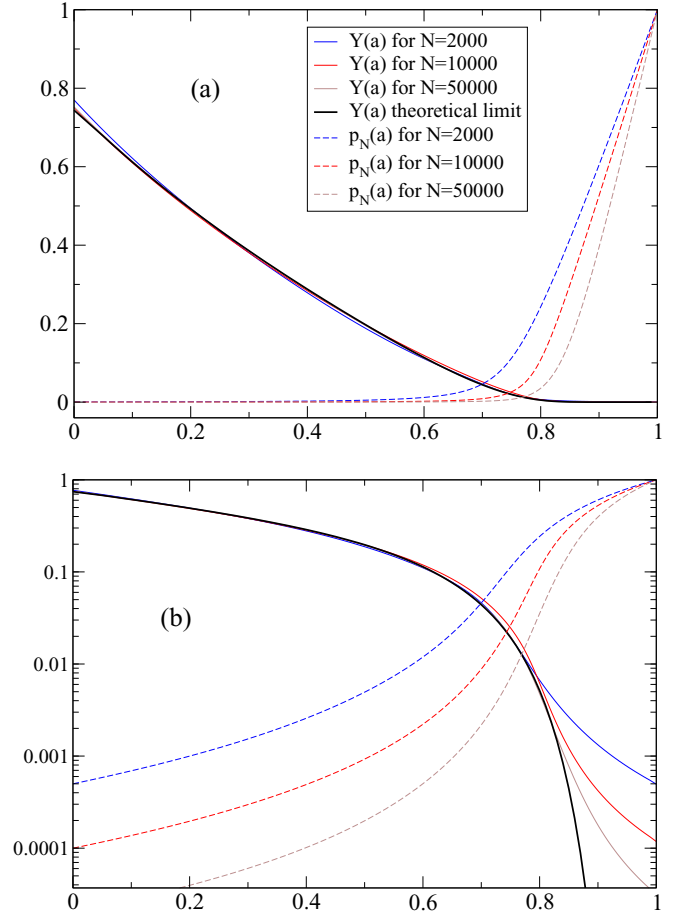 1
0.8
0.6
0.4
0.2
0
(a)
Y(a) for N=2000
Y(a) for N=10000
Y(a) for N=50000
Y(a) theoretical limit
p_N(a) for N=2000
p_N(a) for N=10000
p_N(a) for N=50000
0 0.2 0.4 0.6 0.8 1
1
0.1
0.01
0.001
0.0001
(b)
0 0.2 0.4 0.6 0.8 1